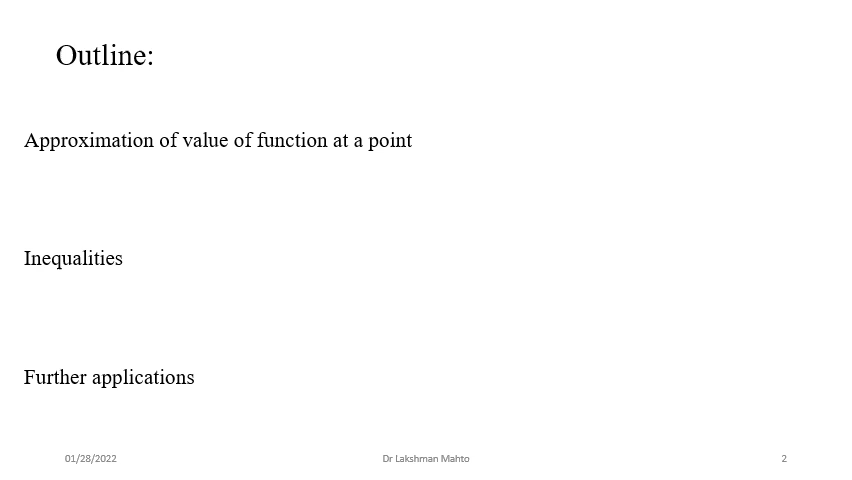 Outline:
Approximation of value of function at a point
Inequalities
Further applications
01/28/2022 Dr Lakshman Mahto 2